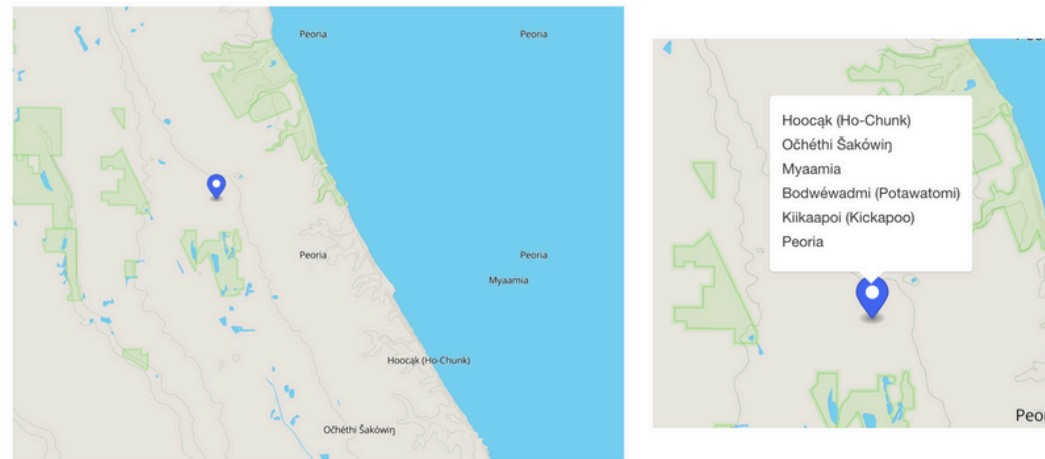 Peoria
Peoria
Peoria
Peoria
Myaamia
Hoocąk (Ho-Chunk)
Očhéthi Šakówiŋ
Hoocąk (Ho-Chunk)
Očhéthi Šakówiŋ
Myaamia
Bodwéwadmi (Potawatomi)
Kiikaapoi (Kickapoo)
Peoria
Peo